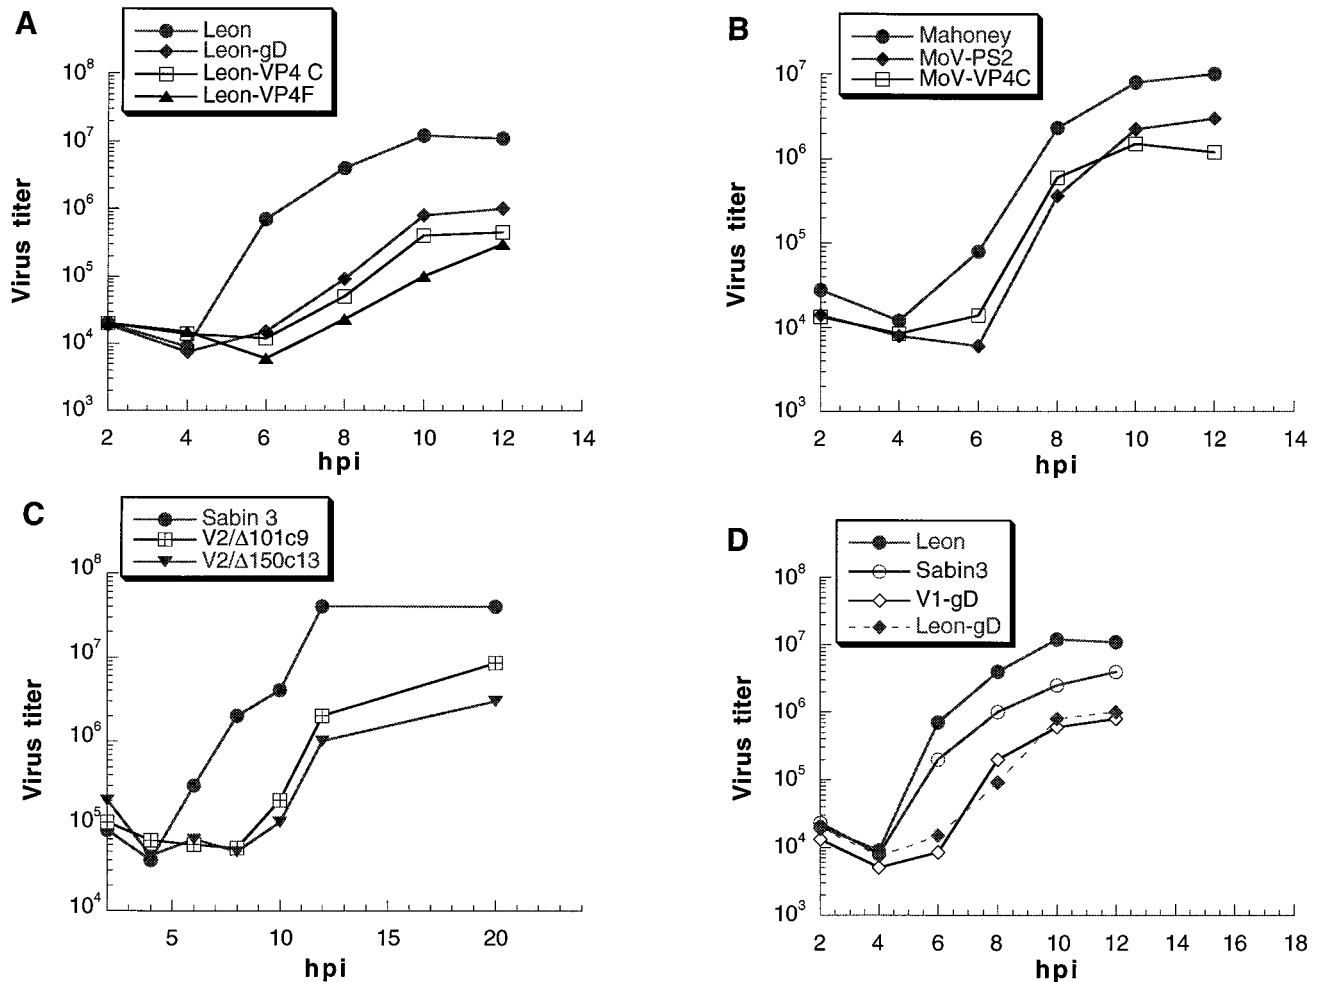 A
Leon
Leon-gD
Leon-VP4 C
Leon-VP4F
10^8
10^7
10^6
10^5
10^4
10^3
Virus titer
2 4 6 8 10 12 14
hpi
B
Mahoney
MoV-PS2
MoV-VP4C
10^7
10^6
10^5
10^4
10^3
Virus titer
2 4 6 8 10 12 14
hpi
C
Sabin 3
V2/Δ101c9
V2/Δ150c13
10^8
10^7
10^6
10^5
10^4
Virus titer
5 10 15 20
hpi
D
Leon
Sabin3
V1-gD
Leon-gD
10^8
10^7
10^6
10^5
10^4
10^3
Virus titer
2 4 6 8 10 12 14 16 18
hpi